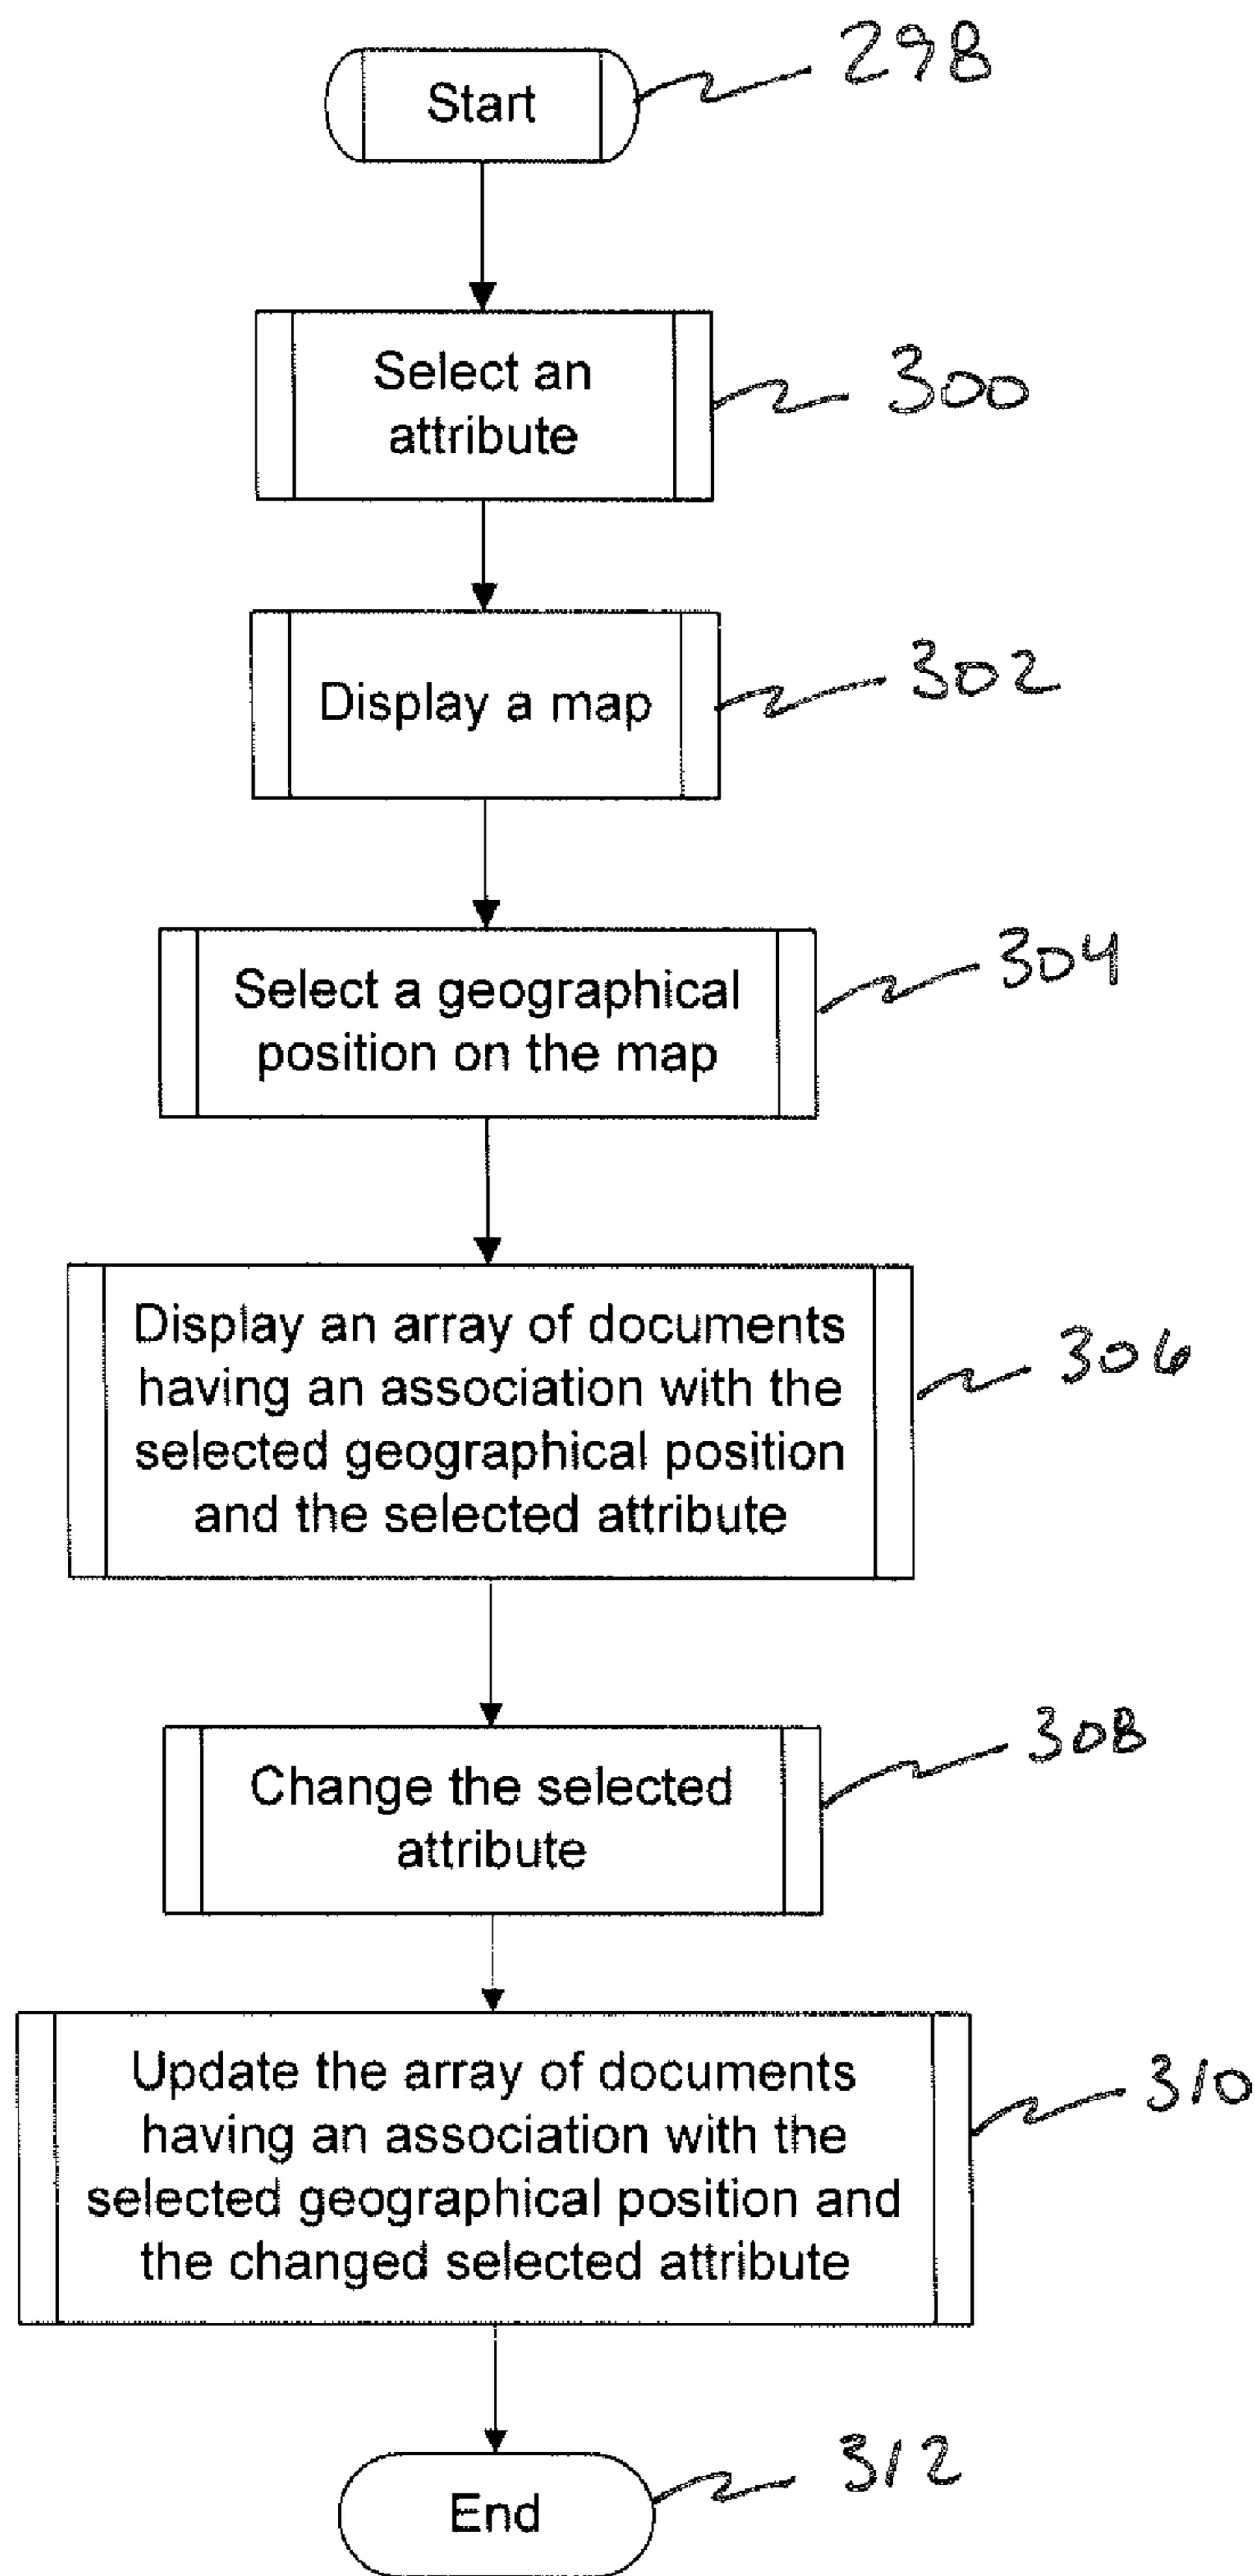 Start
298
Select an
attribute
300
Display a map
302
Select a geographical
position on the map
304
Display an array of documents
having an association with the
selected geographical position
and the selected attribute
306
Change the selected
attribute
308
Update the array of documents
having an association with the
selected geographical position and
the changed selected attribute
310
End
312